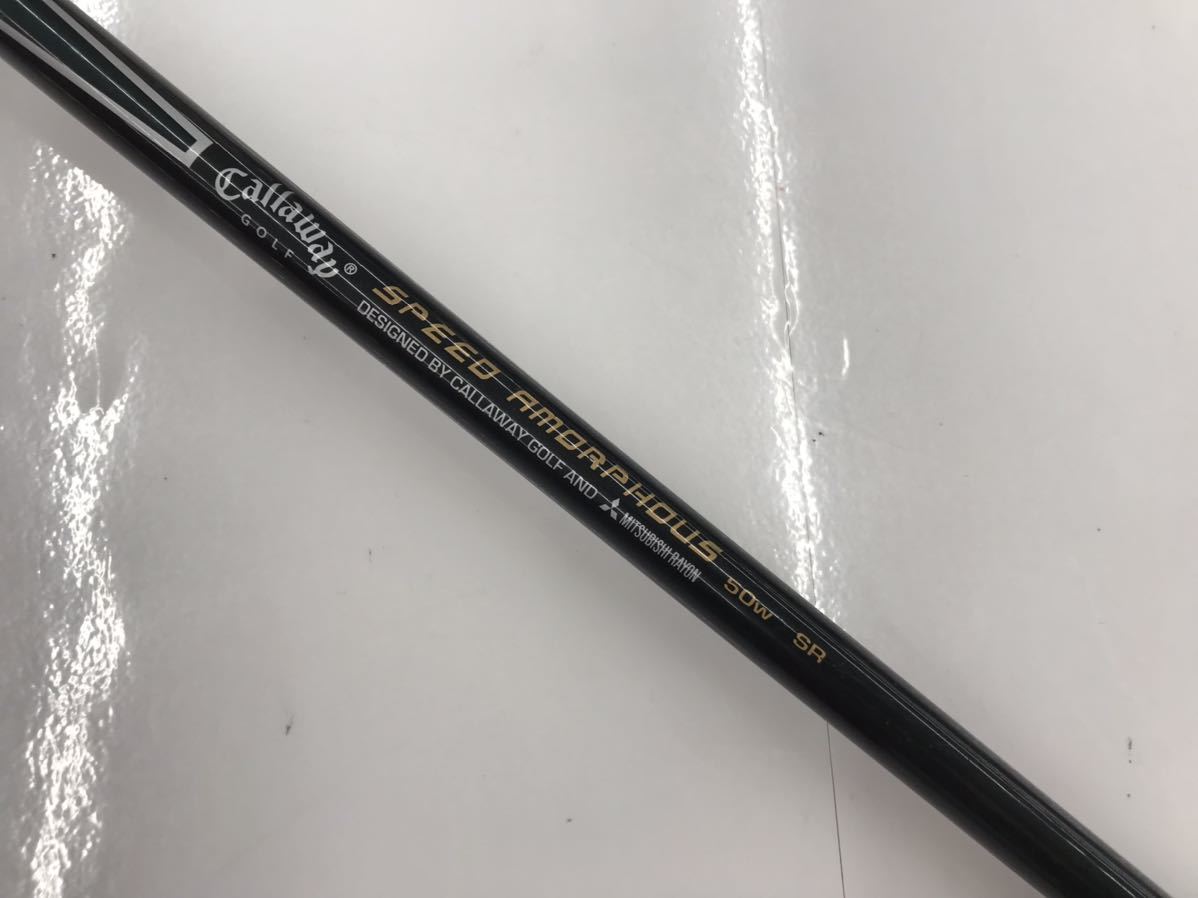 Callaway®
GOLF
SPEED AMORPHOUS 50w SR
DESIGNED BY CALLAWAY GOLF AND MITSUBISHI RAYON